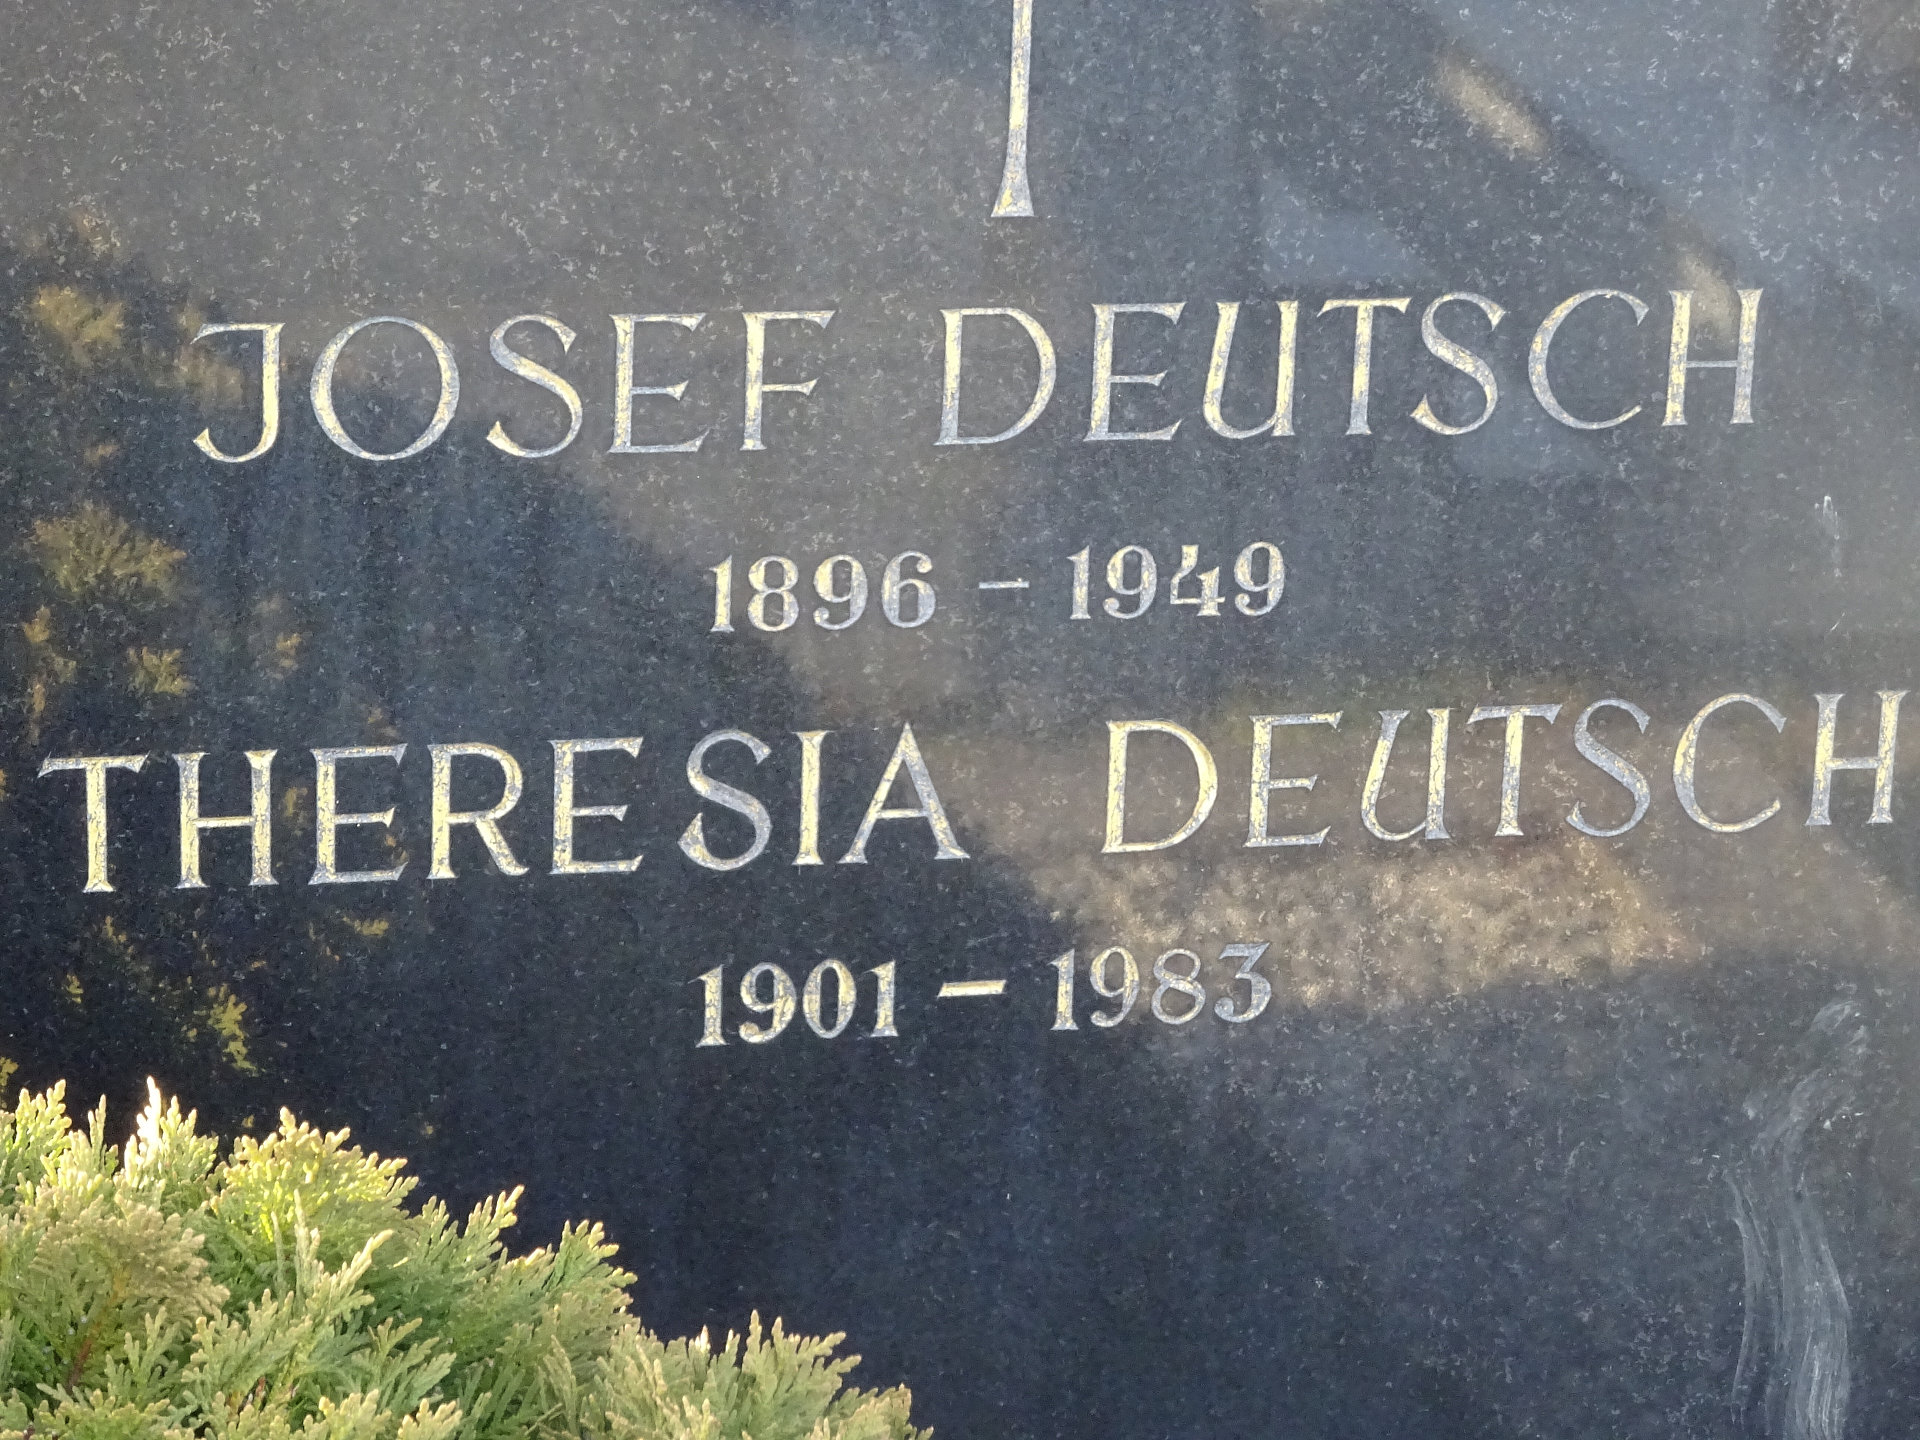 JOSEF DEUTSCH
1896 – 1949
THERESIA DEUTSCH
1901 – 1983